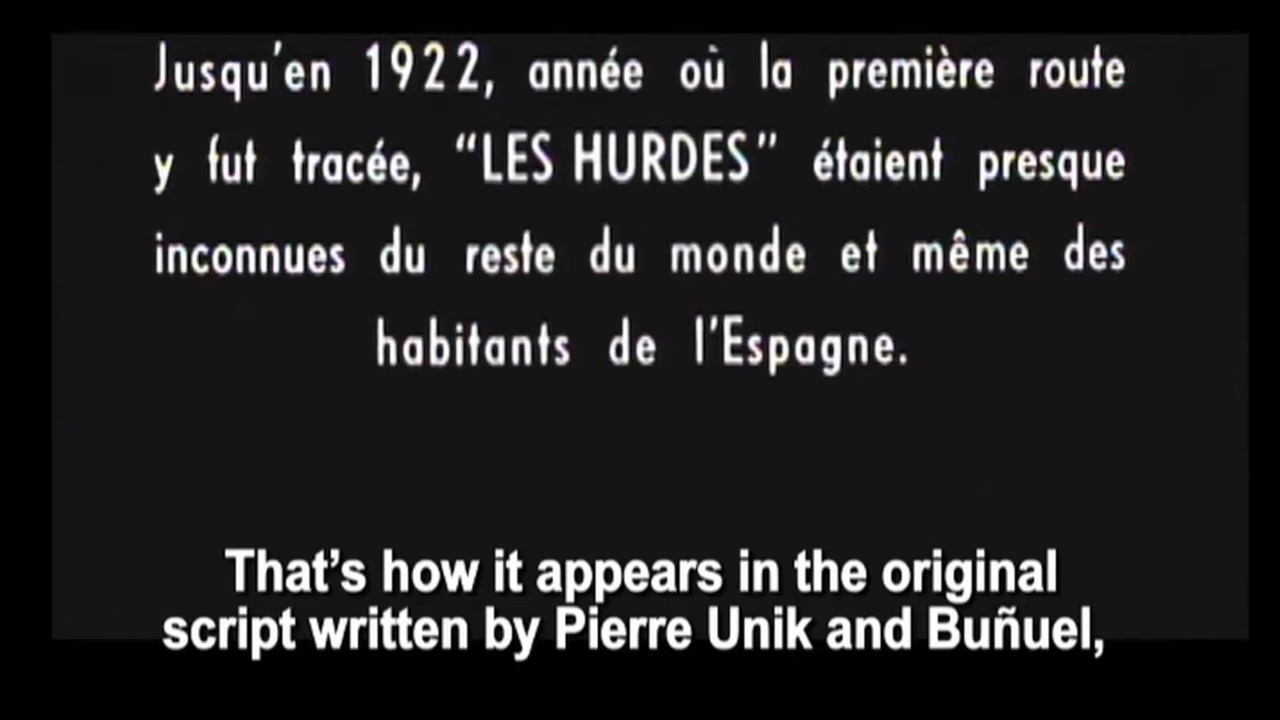 Jusqu'en 1922, année où la première route
y fut tracée, “LES HURDES” étaient presque
inconnues du reste du monde et même des
habitants de l'Espagne.
That’s how it appears in the original
script written by Pierre Unik and Buñuel,